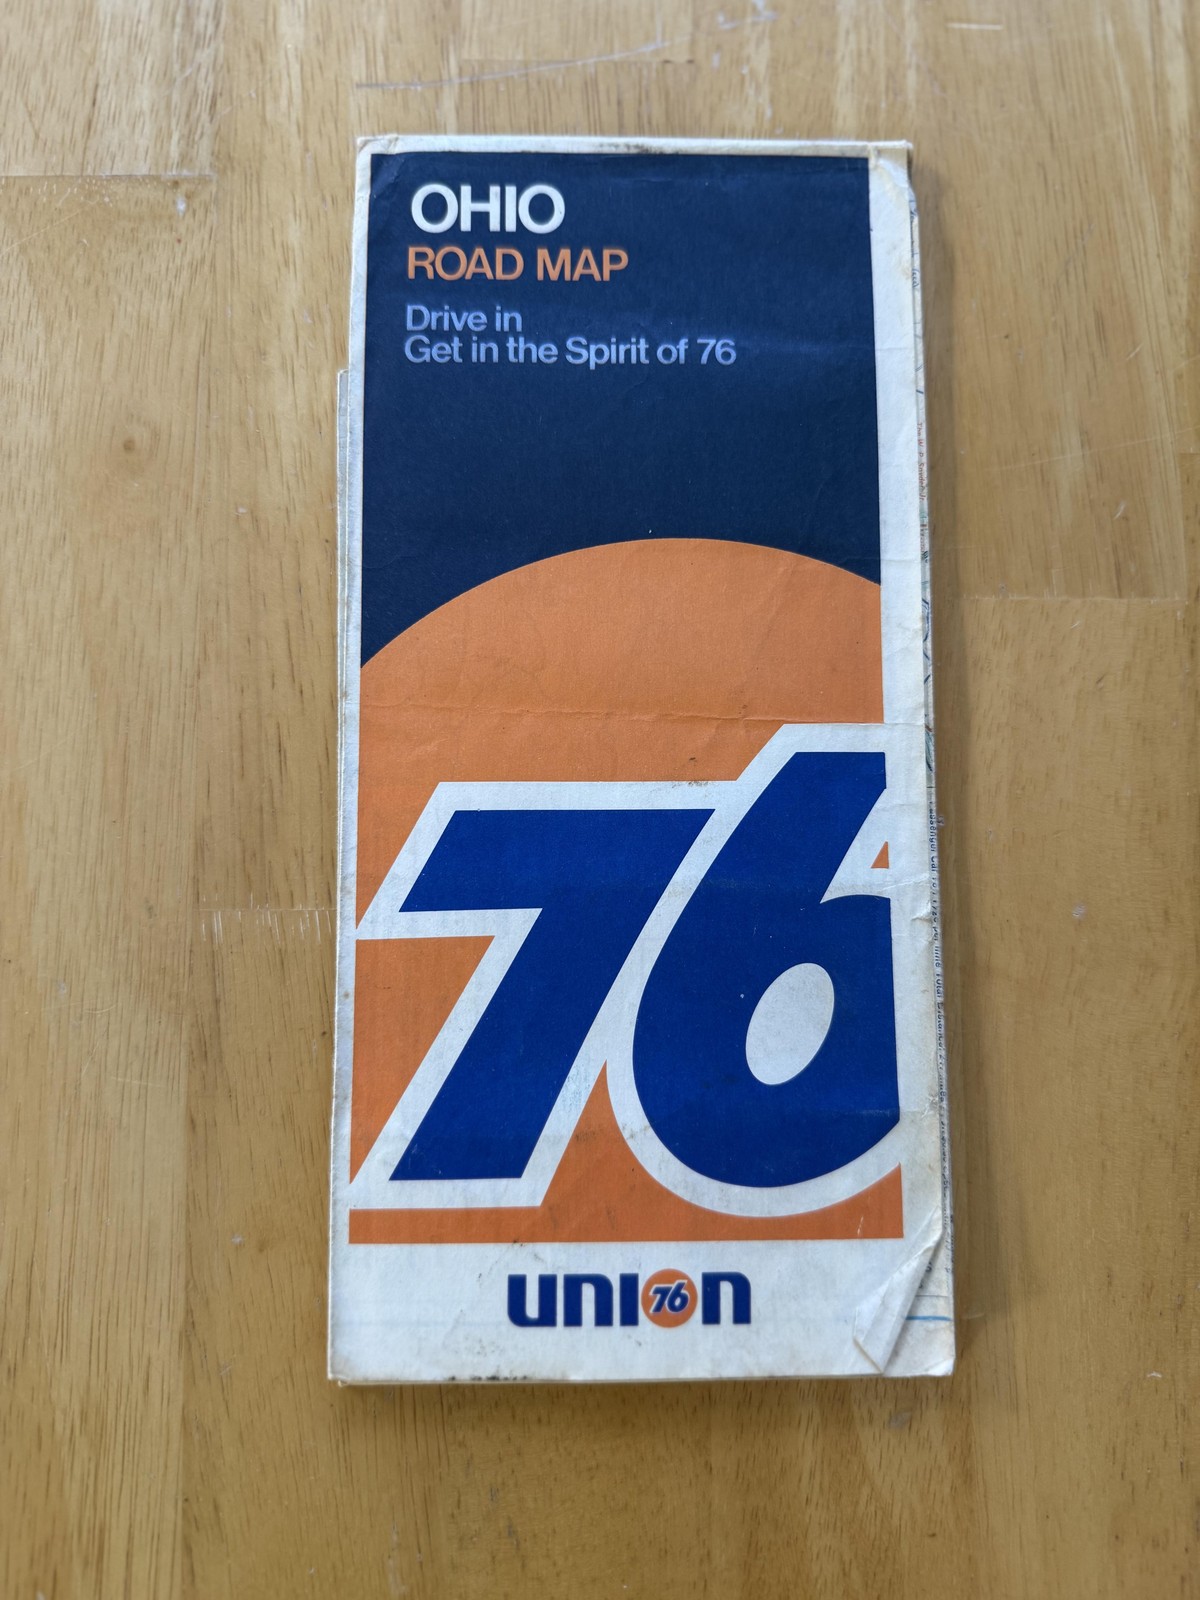 OHIO
ROAD MAP
Drive in
Get in the Spirit of 76
76
union
76